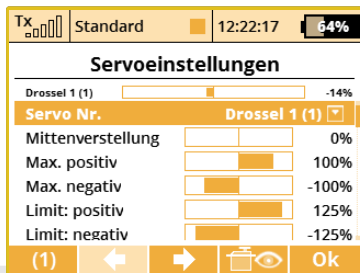 Tx Standard 12:22:17 64%
Servoeinstellungen
Drossel 1 (1) -14%
Servo Nr. Drossel 1 (1)
Mittenverstellung 0%
Max. positiv 100%
Max. negativ -100%
Limit: positiv 125%
Limit: negativ -125%
(1) Ok